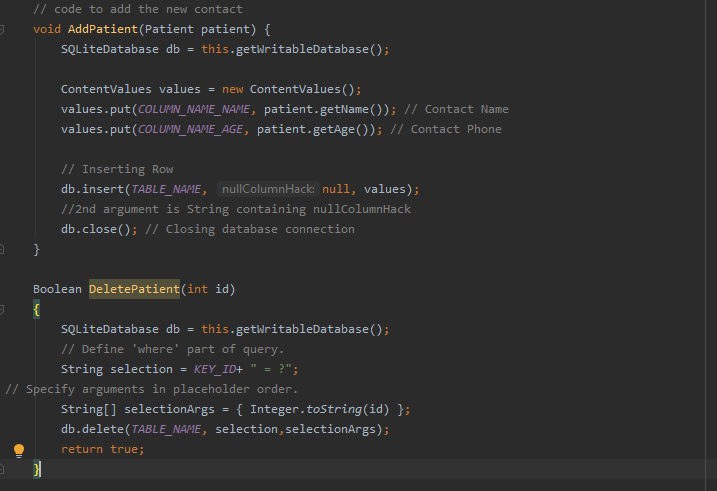 // code to add the new contact
void AddPatient(Patient patient) {
    SQLiteDatabase db = this.getWritableDatabase();

    ContentValues values = new ContentValues();
    values.put(COLUMN_NAME_NAME, patient.getName()); // Contact Name
    values.put(COLUMN_NAME_AGE, patient.getAge()); // Contact Phone

    // Inserting Row
    db.insert(TABLE_NAME, nullColumnHack: null, values);
    //2nd argument is String containing nullColumnHack
    db.close(); // Closing database connection
}

Boolean DeletePatient(int id)
{
    SQLiteDatabase db = this.getWritableDatabase();
    // Define 'where' part of query.
    String selection = KEY_ID+ " = ?";
// Specify arguments in placeholder order.
    String[] selectionArgs = { Integer.toString(id) };
    db.delete(TABLE_NAME, selection,selectionArgs);
    return true;
}